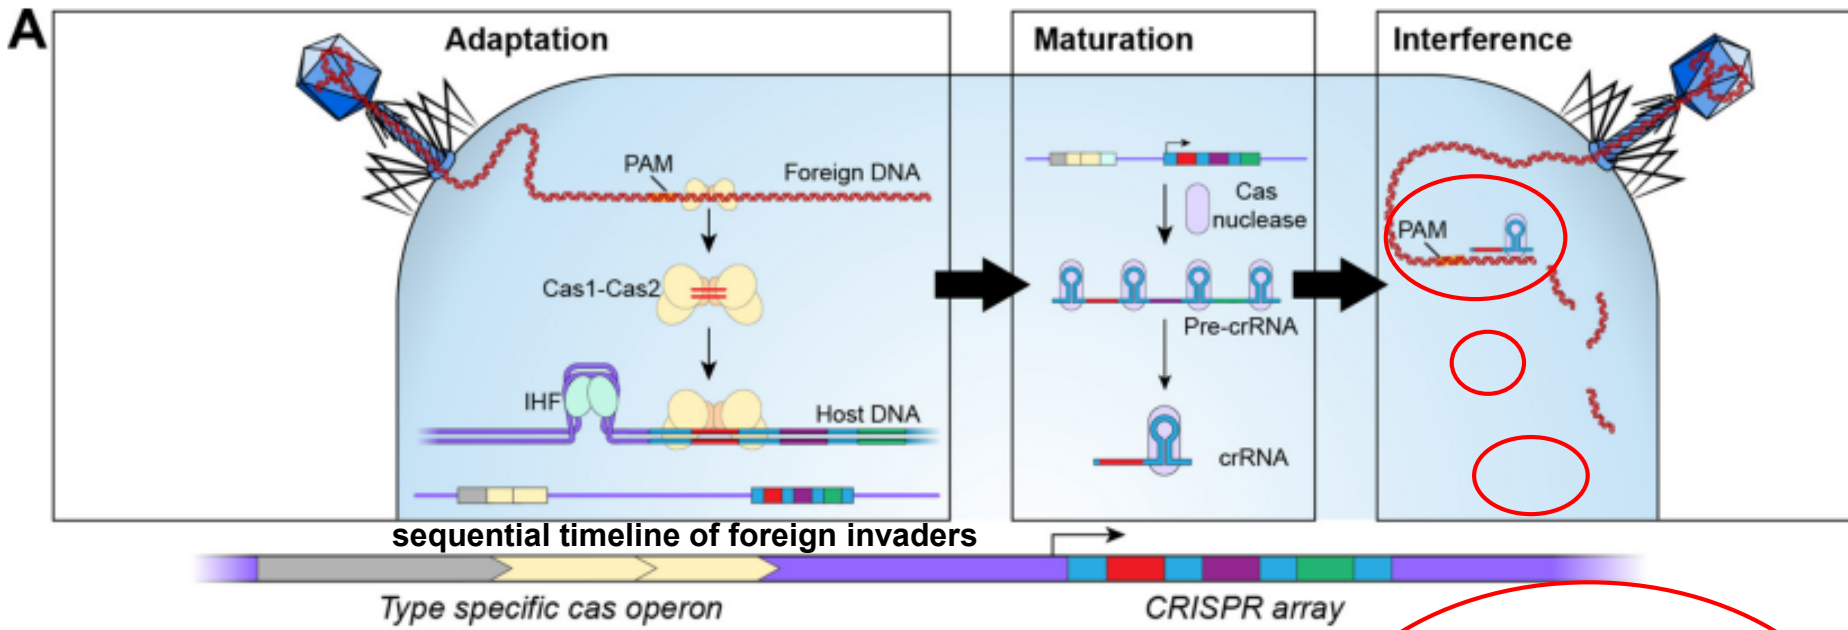 A
Adaptation
Maturation
Interference
PAM
Foreign DNA
Cas
nuclease
PAM
Cas1-Cas2
Pre-crRNA
IHF
Host DNA
crRNA
sequential timeline of foreign invaders
Type specific cas operon
CRISPR array